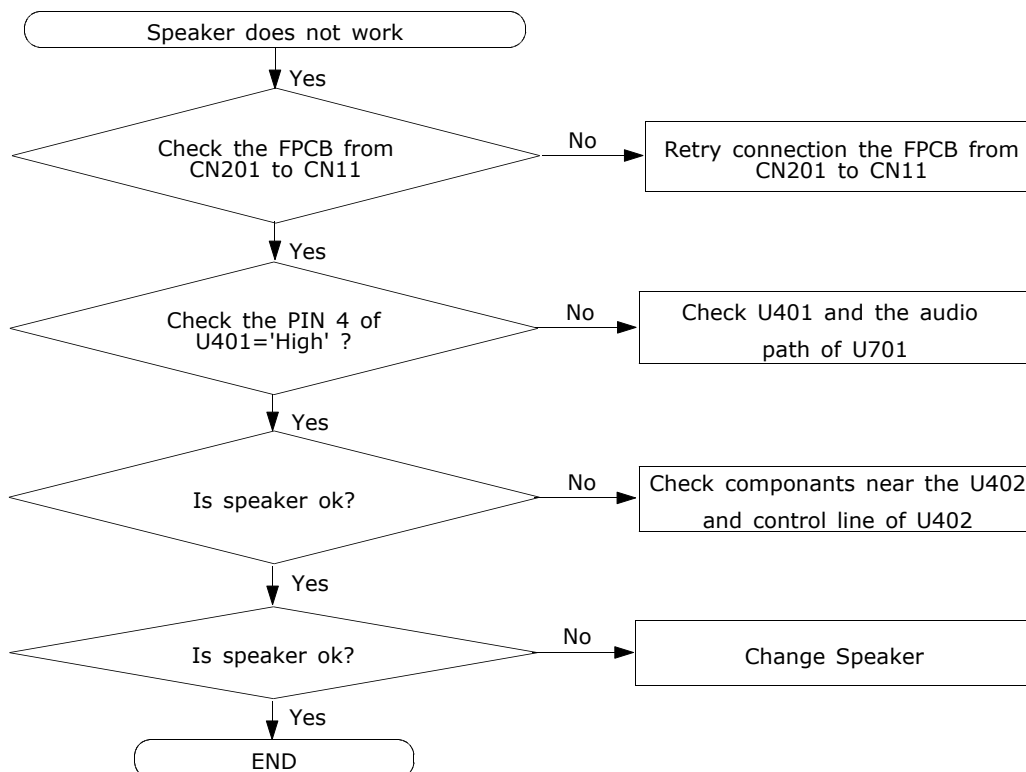 Speaker does not work
Yes
Check the FPCB from
CN201 to CN11
No
Retry connection the FPCB from
CN201 to CN11
Yes
Check the PIN 4 of
U401='High' ?
No
Check U401 and the audio
path of U701
Yes
Is speaker ok?
No
Check componants near the U402
and control line of U402
Yes
Is speaker ok?
No
Change Speaker
Yes
END